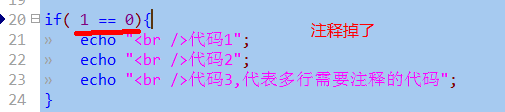 20 if( 1 == 0){ 注释掉了
21 » echo "<br />代码1";
22 » echo "<br />代码2";
23 » echo "<br />代码3,代表多行需要注释的代码";
24 }